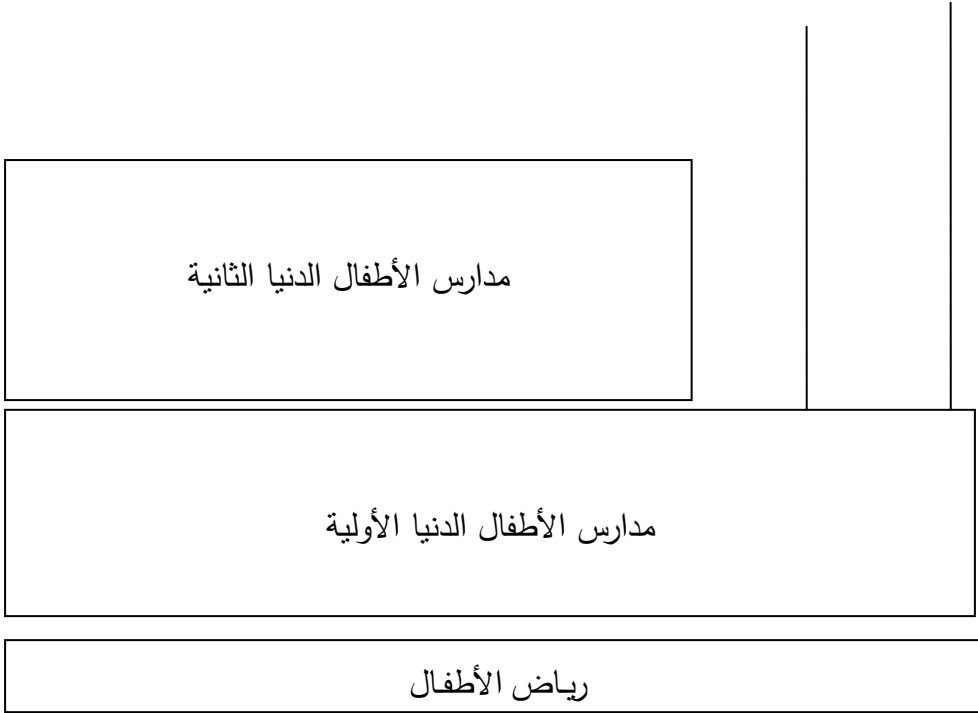 مدارس الأطفال الدنيا الثانية
مدارس الأطفال الدنيا الأولية
رياض الأطفال